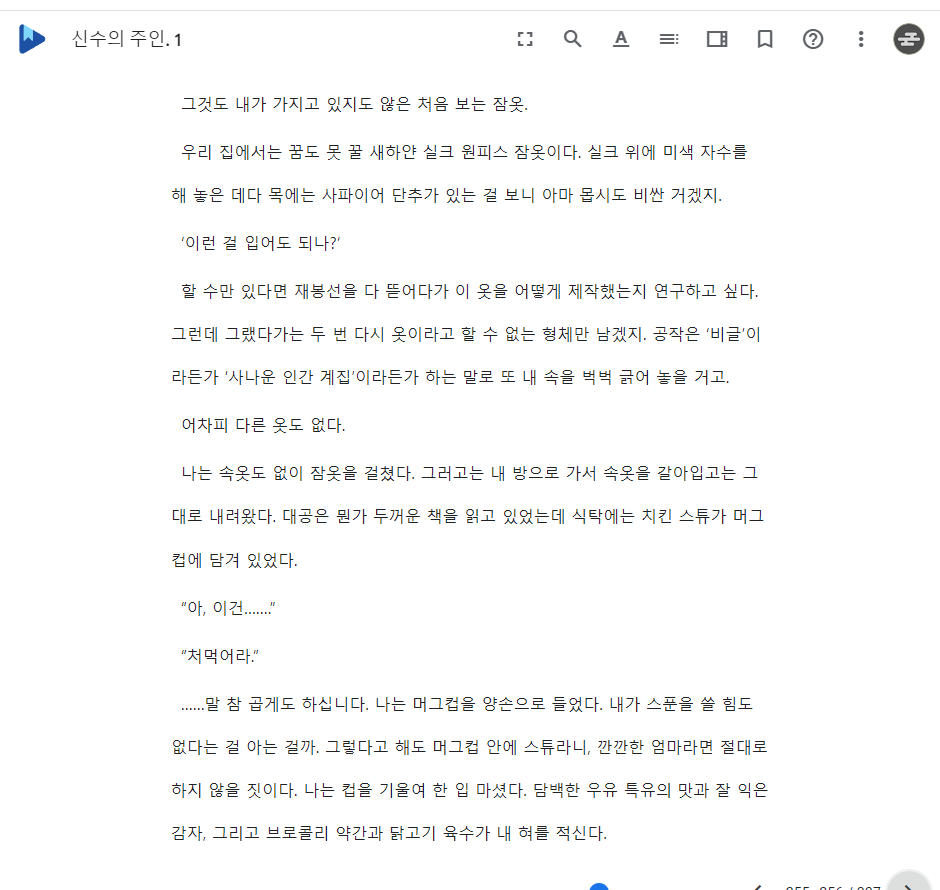 신수의 주인. 1
그것도 내가 가지고 있지도 않은 처음 보는 잠옷.
우리 집에서는 꿈도 못 꿀 새하얀 실크 원피스 잠옷이다. 실크 위에 미색 자수를
해 놓은 데다 목에는 사파이어 단추가 있는 걸 보니 아마 몹시도 비싼 거겠지.
‘이런 걸 입어도 되나?’
할 수만 있다면 재봉선을 다 뜯어다가 이 옷을 어떻게 제작했는지 연구하고 싶다.
그런데 그랬다가는 두 번 다시 옷이라고 할 수 없는 형체만 남겠지. 공작은 ‘비글’이
라든가 ‘사나운 인간 계집’이라든가 하는 말로 또 내 속을 벅벅 긁어 놓을 거고.
어차피 다른 옷도 없다.
나는 속옷도 없이 잠옷을 걸쳤다. 그러고는 내 방으로 가서 속옷을 갈아입고는 그
대로 내려왔다. 대공은 뭔가 두꺼운 책을 읽고 있었는데 식탁에는 치킨 스튜가 머그
컵에 담겨 있었다.
“아, 이건…….”
“처먹어라.”
……말 참 곱게도 하십니다. 나는 머그컵을 양손으로 들었다. 내가 스푼을 쓸 힘도
없다는 걸 아는 걸까. 그렇다고 해도 머그컵 안에 스튜라니, 깐깐한 엄마라면 절대로
하지 않을 짓이다. 나는 컵을 기울여 한 입 마셨다. 담백한 우유 특유의 맛과 잘 익은
감자, 그리고 브로콜리 약간과 닭고기 육수가 내 혀를 적신다.